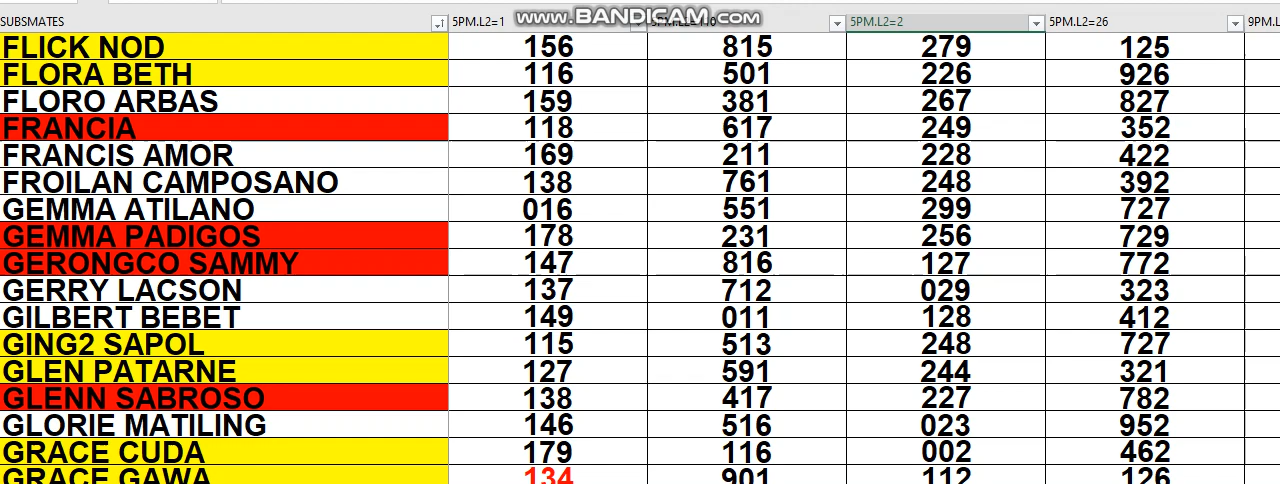 SUBSMATES 5PM.L2=1 5PM.L2=2 5PM.L2=26 9PM.L
www.BANDICAM.com
FLICK NOD 156 815 279 125
FLORA BETH 116 501 226 926
FLORO ARBAS 159 381 267 827
FRANCIA 118 617 249 352
FRANCIS AMOR 169 211 228 422
FROILAN CAMPOSANO 138 761 248 392
GEMMA ATILANO 016 551 299 727
GEMMA PADIGOS 178 231 256 729
GERONGCO SAMMY 147 816 127 772
GERRY LACSON 137 712 029 323
GILBERT BEBET 149 011 128 412
GING2 SAPOL 115 513 248 727
GLEN PATARNE 127 591 244 321
GLENN SABROSO 138 417 227 782
GLORIE MATILING 146 516 023 952
GRACE CUDA 179 116 002 462
GRACE GAWA 134 901 112 126